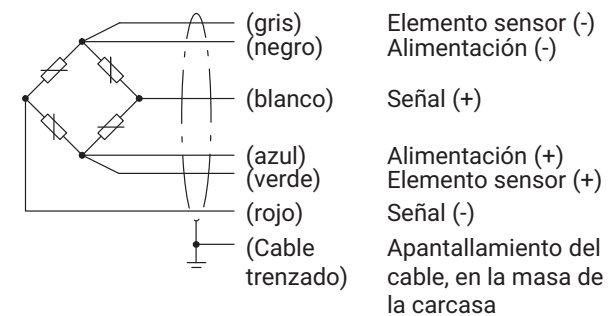 (gris) Elemento sensor (-)
(negro) Alimentación (-)
(blanco) Señal (+)
(azul) Alimentación (+)
(verde) Elemento sensor (+)
(rojo) Señal (-)
(Cable Apantallamiento del
trenzado) cable, en la masa de
la carcasa